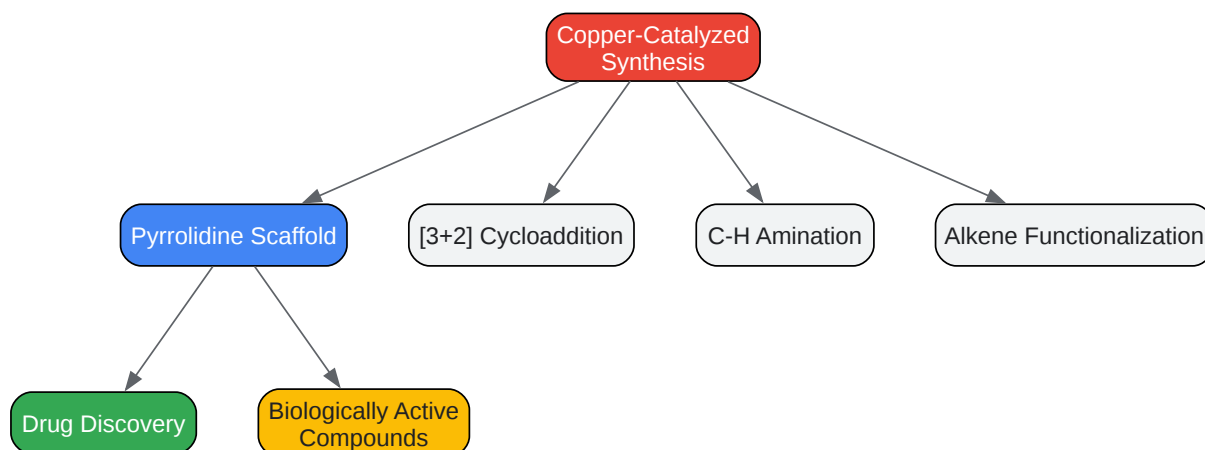 Copper-Catalyzed
Synthesis
Pyrrolidine Scaffold
[3+2] Cycloaddition
C-H Amination
Alkene Functionalization
Drug Discovery
Biologically Active
Compounds